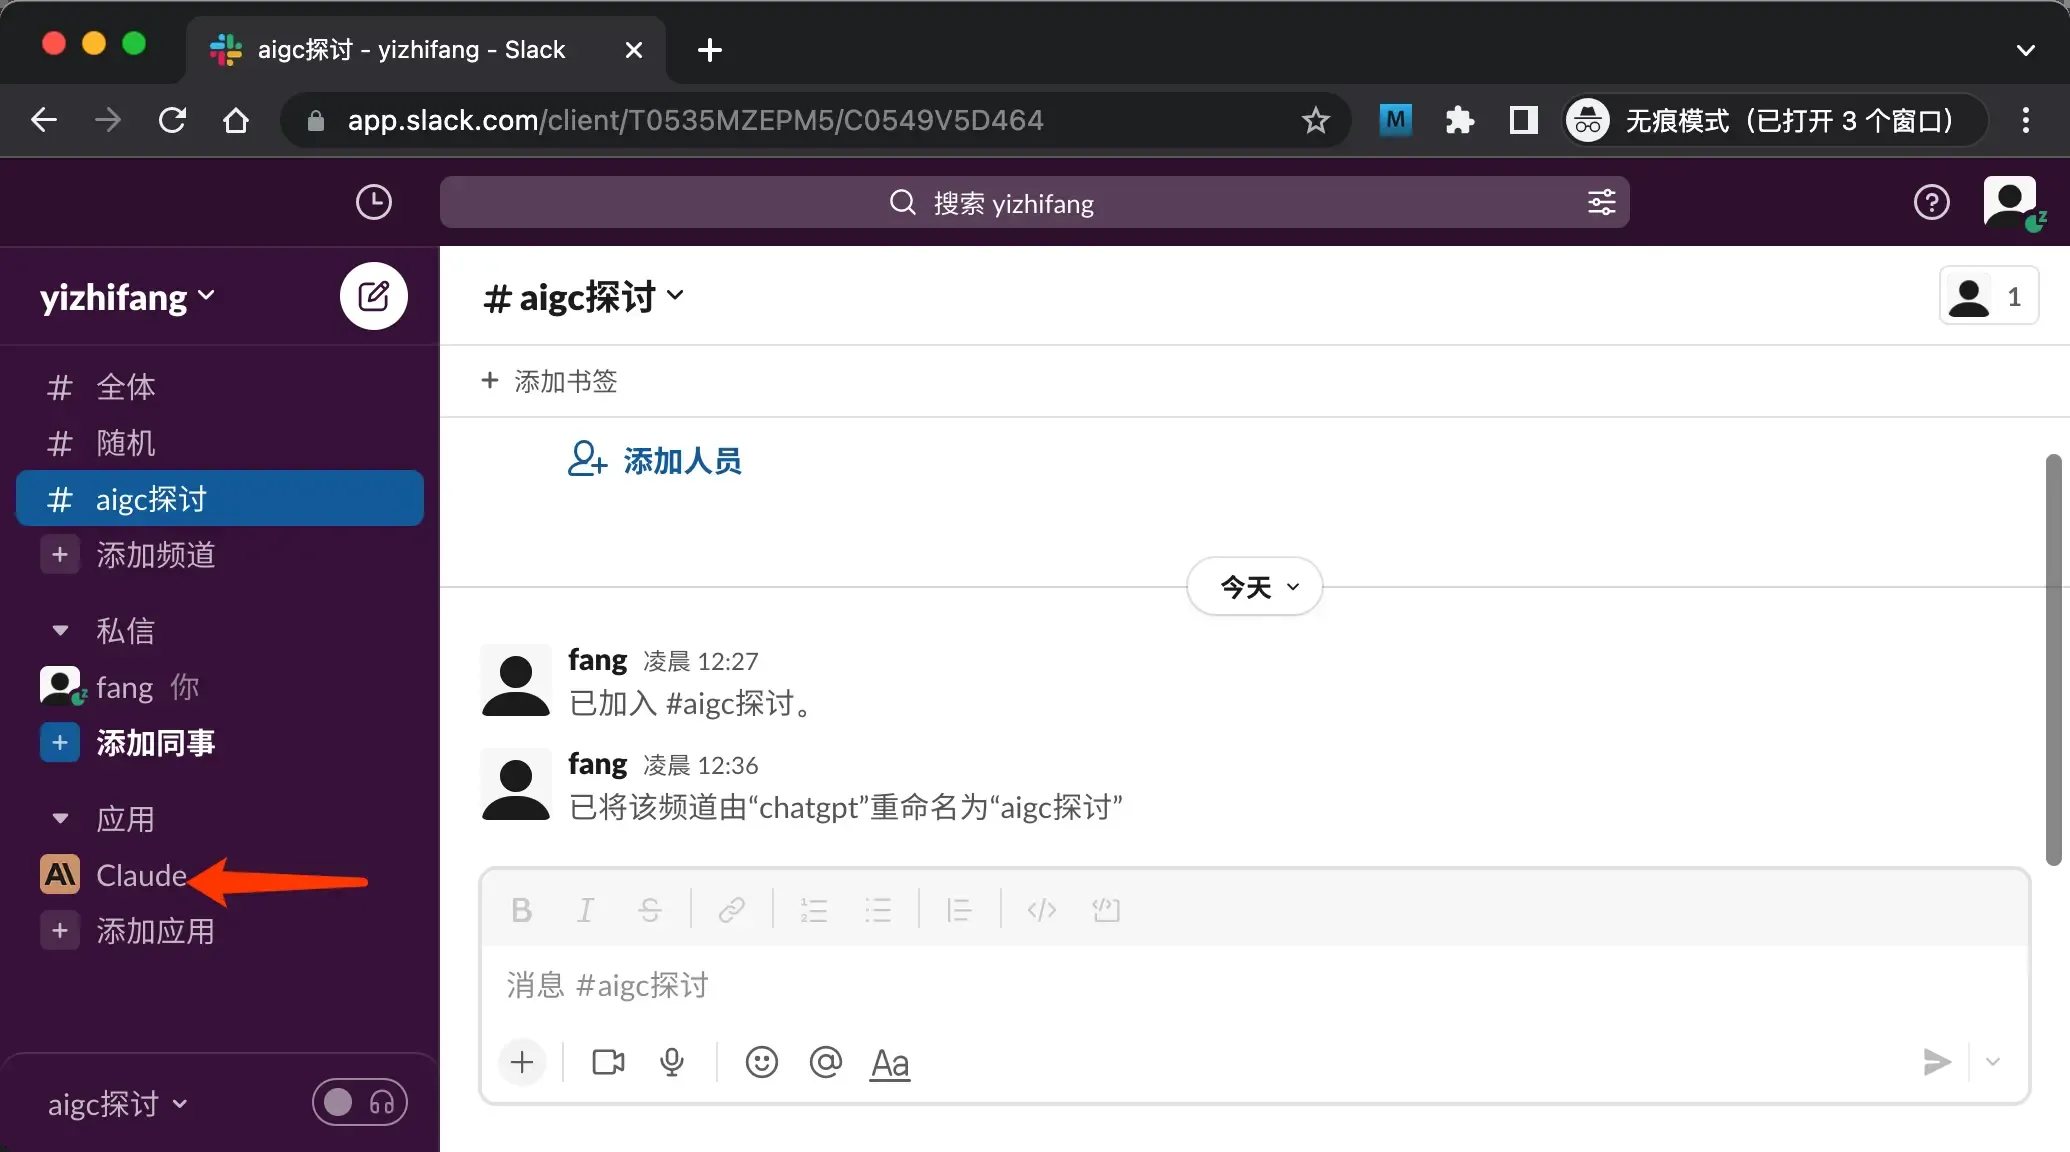 aigc探讨 - yizhifang - Slack
app.slack.com/client/T0535MZEPM5/C0549V5D464
M
无痕模式（已打开 3 个窗口）
搜索 yizhifang
z
yizhifang
# 全体
# 随机
# aigc探讨
+ 添加频道
私信
z
fang 你
+ 添加同事
应用
A\ Claude
+ 添加应用
aigc探讨
# aigc探讨
1
+ 添加书签
添加人员
今天
fang 凌晨 12:27
已加入 #aigc探讨。
fang 凌晨 12:36
已将该频道由“chatgpt”重命名为“aigc探讨”
B I S
消息 #aigc探讨
+ @ Aa